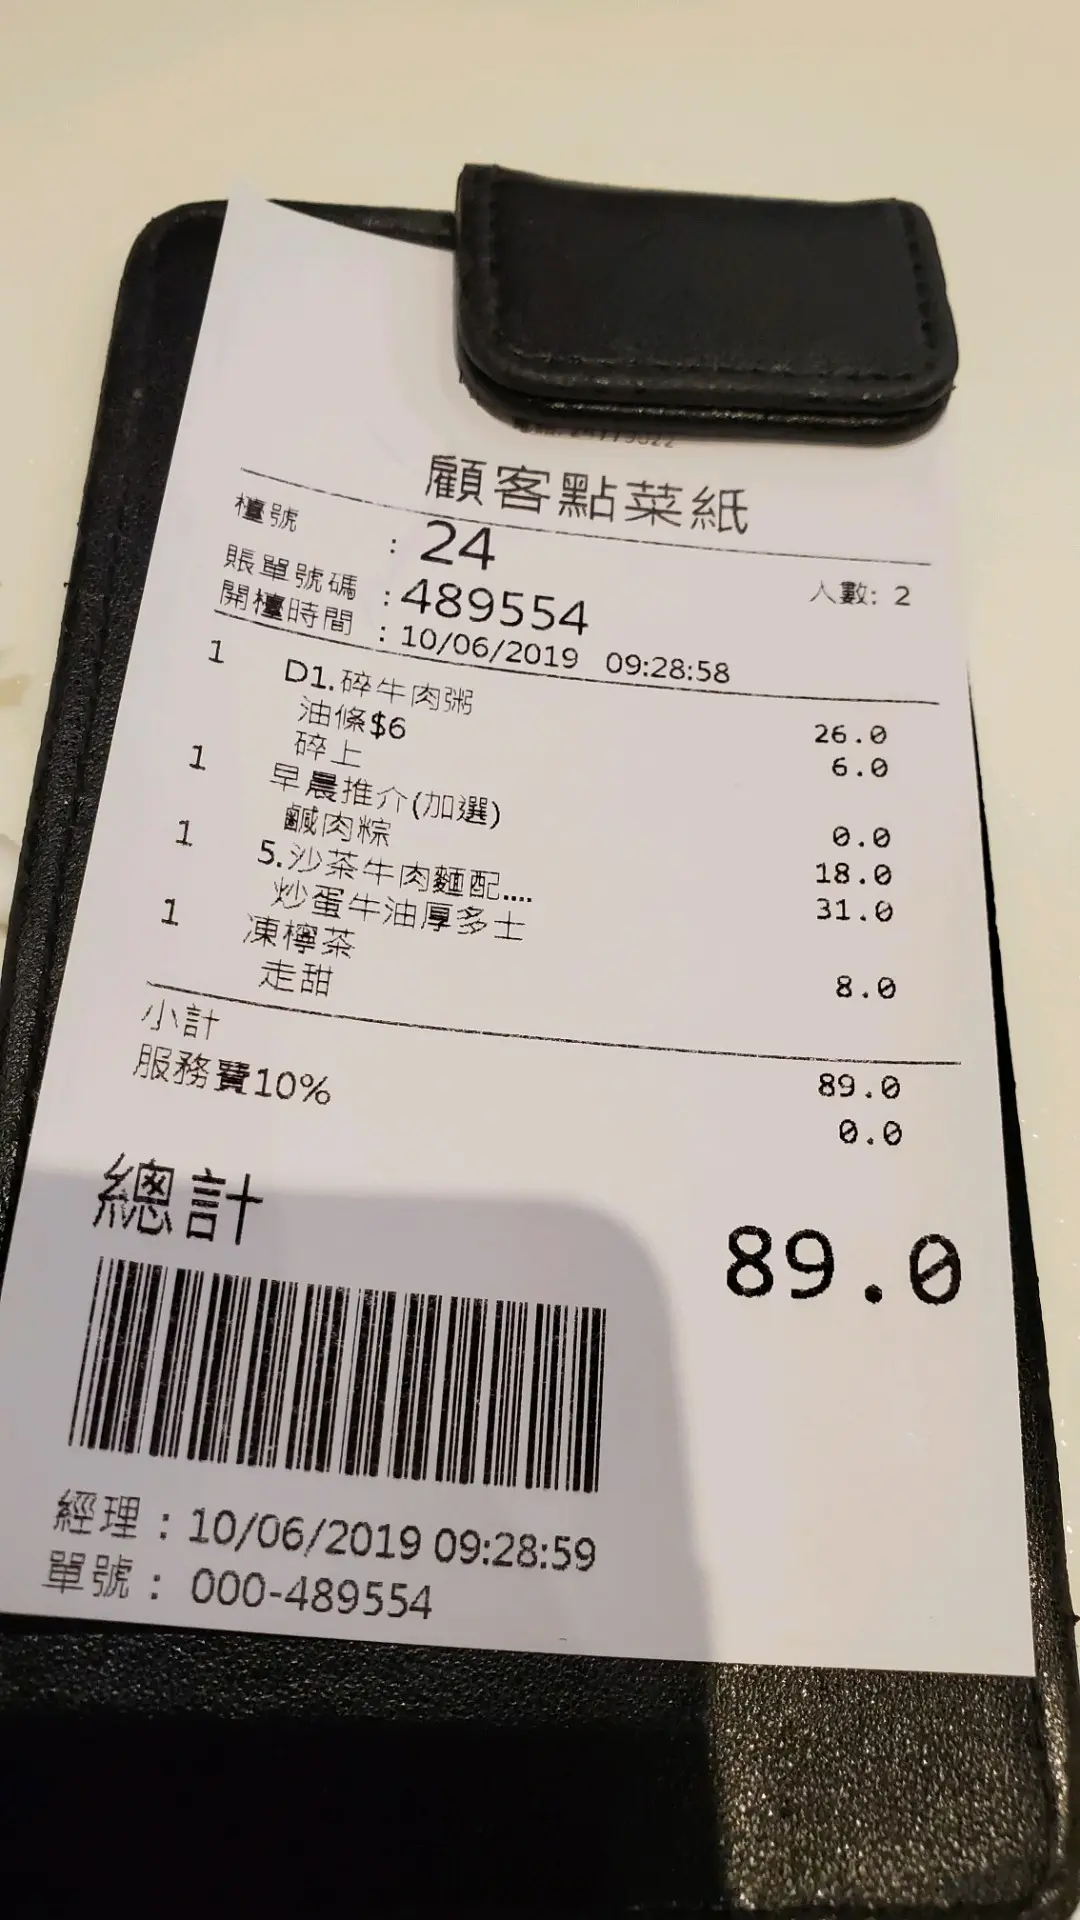 顧客點菜紙
檯號 : 24 人數: 2
賬單號碼 : 489554
開檯時間 : 10/06/2019 09:28:58
1 D1.碎牛肉粥 26.0
油條$6 6.0
碎上
1 早晨推介(加選) 0.0
鹹肉粽 18.0
1 5.沙茶牛肉麵配.... 31.0
炒蛋牛油厚多士
1 凍檸茶 8.0
走甜
小計 89.0
服務費10% 0.0
總計 89.0
經理 : 10/06/2019 09:28:59
單號 : 000-489554